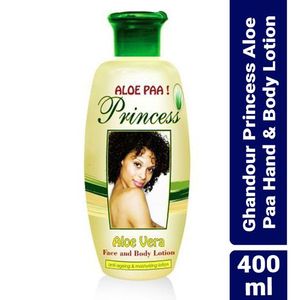 ALOE PAA !
Princess
Aloe Vera
Face and Body Lotion
anti ageing & moisturising lotion
Ghandour Princess Aloe
Paa Hand & Body Lotion
400
ml